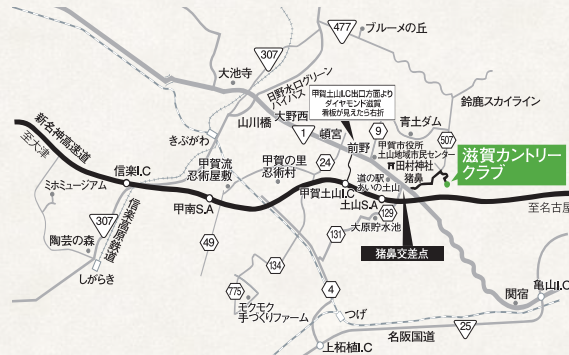 477
ブルーメの丘
307
大池寺
日野水口グリーン
バイパス
甲賀土山I.C出口方面より
ダイヤモンド滋賀
看板が見えたら右折
鈴鹿スカイライン
山川橋
大野西
1
頓宮
9
青土ダム
507
新名神高速道
至大津
きぶがわ
前野
甲賀市役所
土山地域市民センター
田村神社
滋賀カントリー
クラブ
信楽I.C
甲賀流
忍術屋敷
甲賀の里
忍術村
24
道の駅
あいの土山
猪鼻
ミホミュージアム
甲賀土山I.C
土山S.A
甲南S.A
至名古屋
307
信楽高原鉄道
129
大原貯水池
陶芸の森
49
131
猪鼻交差点
しがらき
134
775
モクモク
手づくりファーム
4
関宿
亀山I.C
つげ
25
名阪国道
上柘植I.C